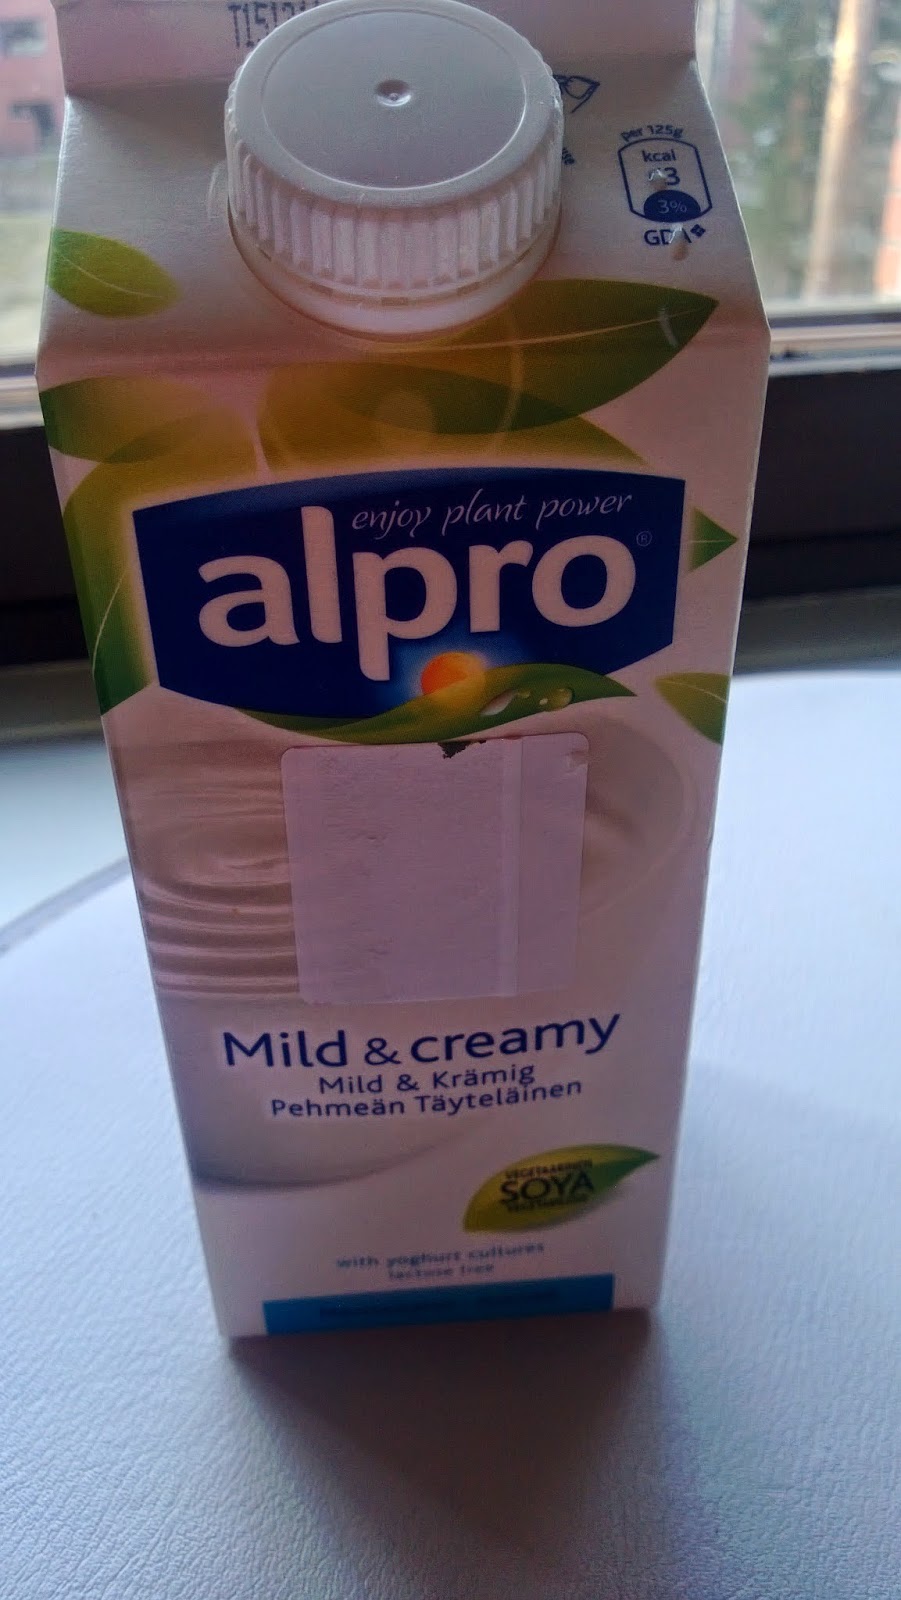 per 125g
kcal
3%
GDA*
enjoy plant power
alpro®
Mild & creamy
Mild & Krämig
Pehmeän Täyteläinen
SOYA
with yoghurt cultures
lactose free